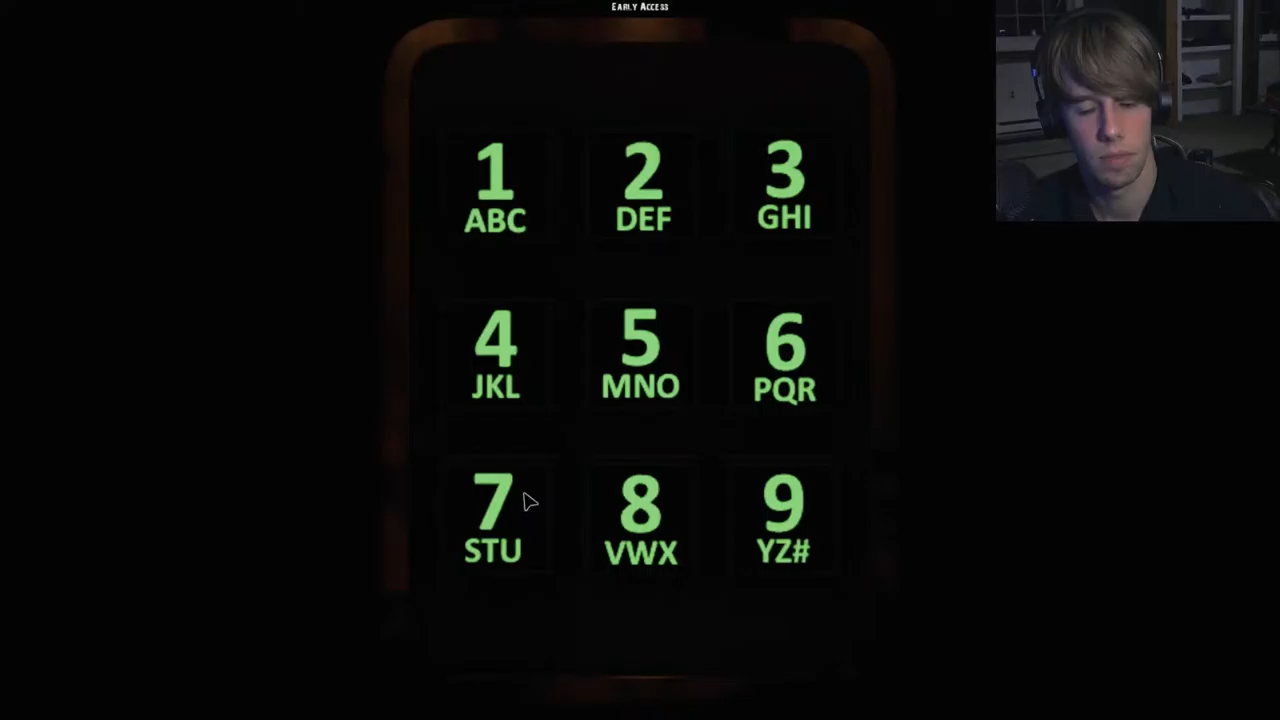 Early Access
1 2 3
ABC DEF GHI
4 5 6
JKL MNO PQR
7 8 9
STU VWX YZ#